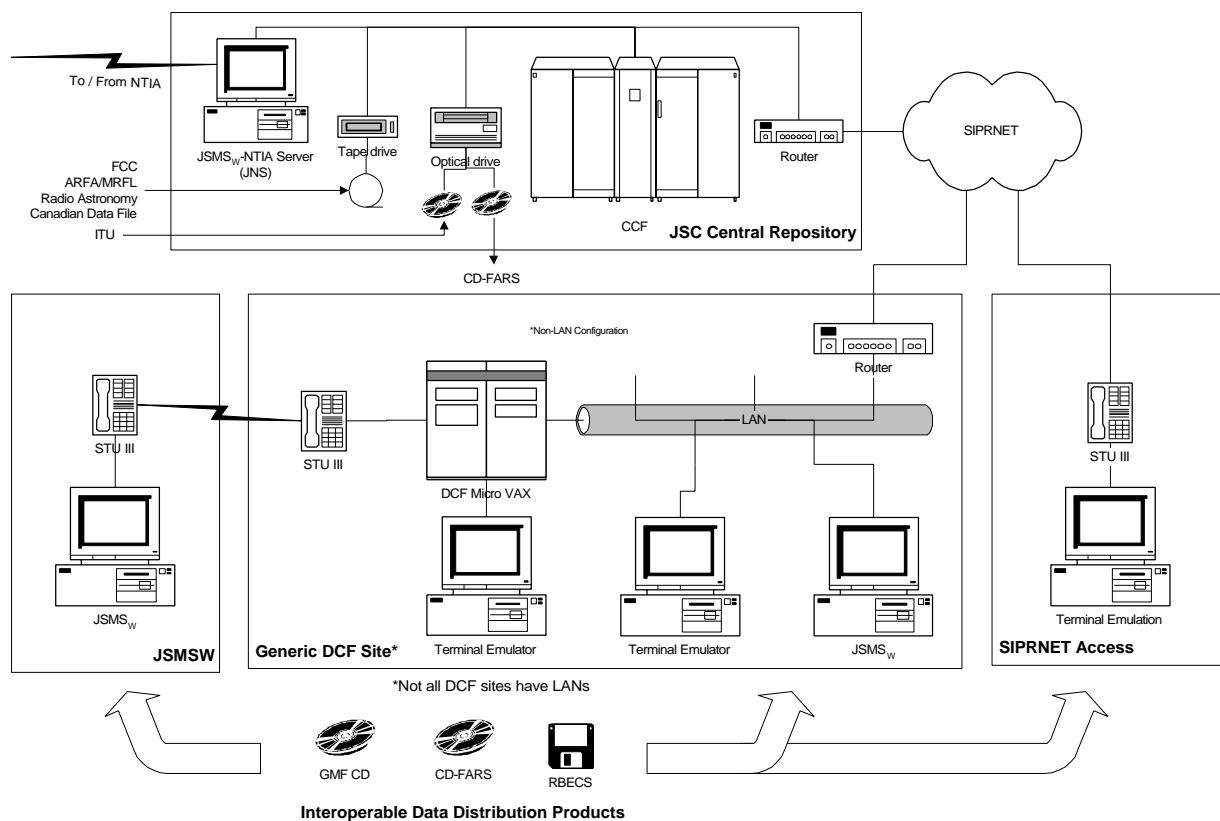 To / From NTIA
JSMSW-NTIA Server
(JNS)
Tape drive
Optical drive
CCF
Router
SIPRNET
FCC
ARFA/MRFL
Radio Astronomy
Canadian Data File
ITU
JSC Central Repository
CD-FARS
*Non-LAN Configuration
Router
STU III
STU III
DCF Micro VAX
LAN
STU III
JSMSW
Terminal Emulator
Terminal Emulator
JSMSW
Terminal Emulation
JSMSW
Generic DCF Site*
SIPRNET Access
*Not all DCF sites have LANs
GMF CD
CD-FARS
RBECS
Interoperable Data Distribution Products